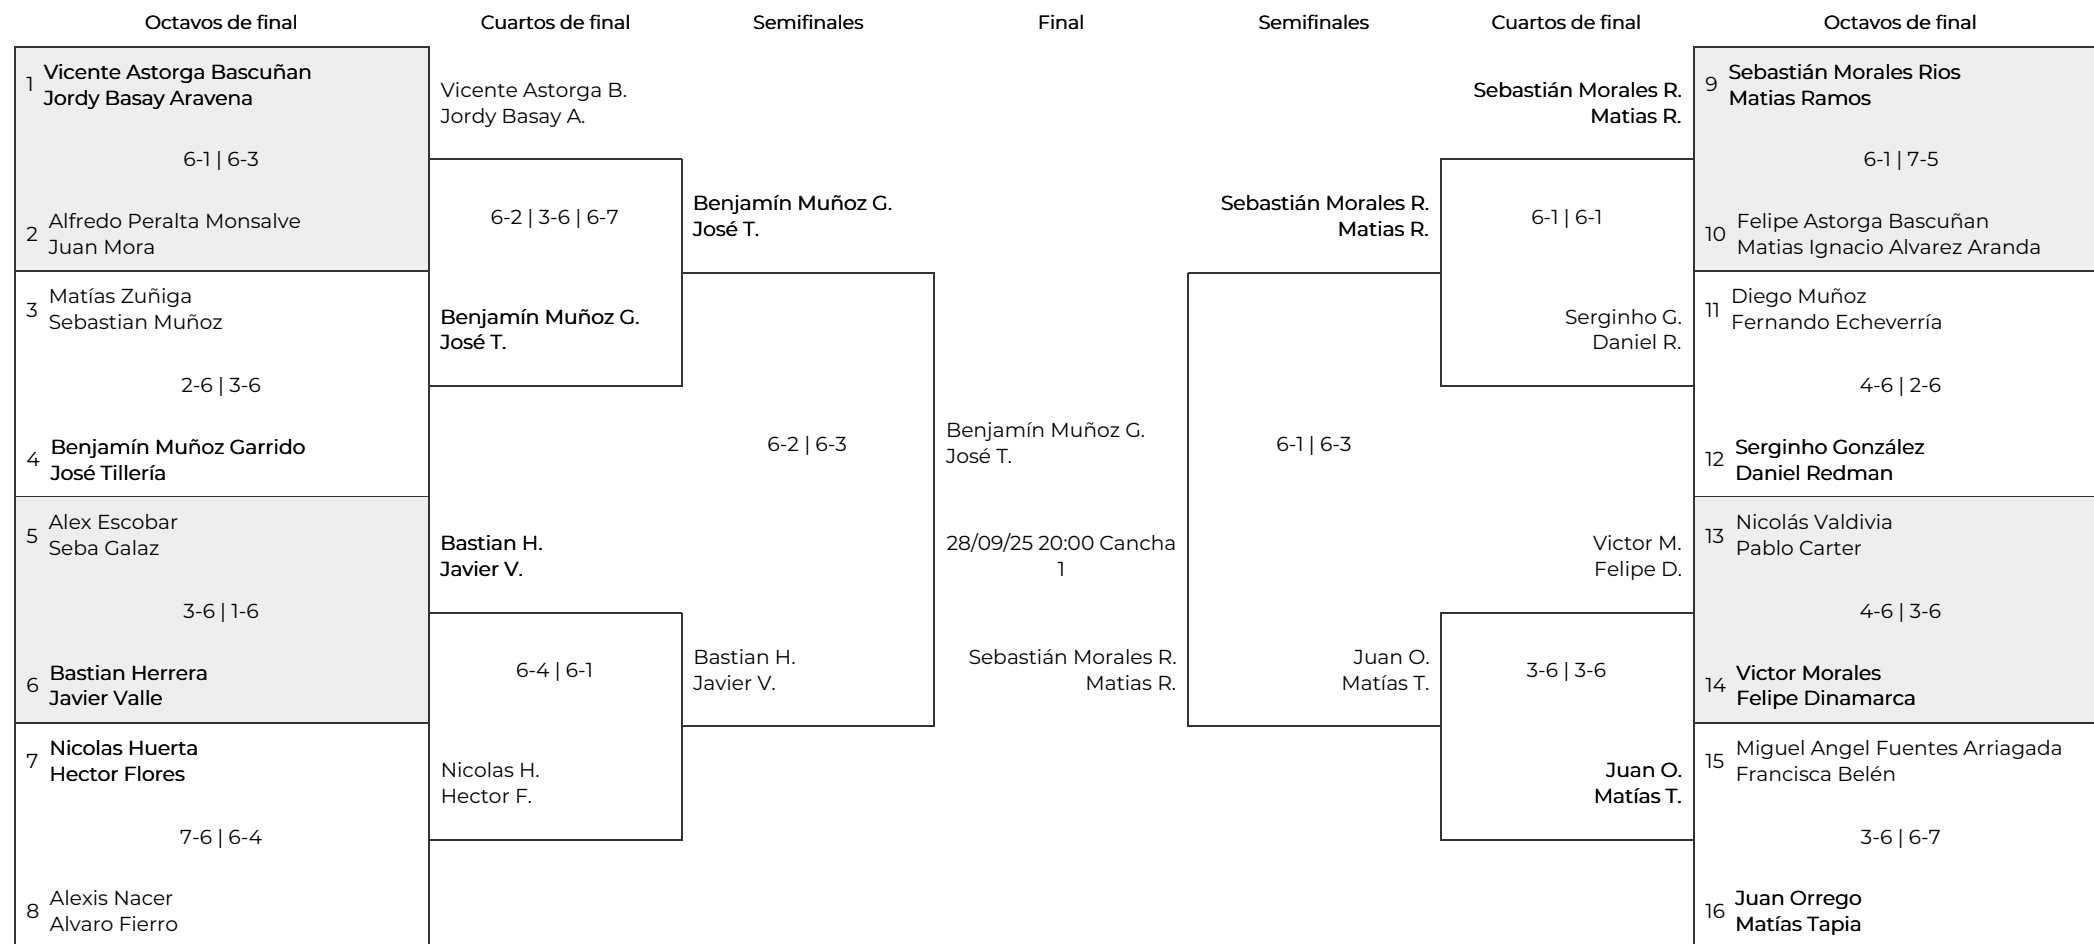 Octavos de final
Cuartos de final
Semifinales
Final
Semifinales
Cuartos de final
Octavos de final
1
Vicente Astorga Bascuñan
Jordy Basay Aravena
6-1 | 6-3
2
Alfredo Peralta Monsalve
Juan Mora
3
Matías Zuñiga
Sebastian Muñoz
2-6 | 3-6
4
Benjamín Muñoz Garrido
José Tillería
5
Alex Escobar
Seba Galaz
3-6 | 1-6
6
Bastian Herrera
Javier Valle
7
Nicolas Huerta
Hector Flores
7-6 | 6-4
8
Alexis Nacer
Alvaro Fierro
Vicente Astorga B.
Jordy Basay A.
6-2 | 3-6 | 6-7
Benjamín Muñoz G.
José T.
Bastian H.
Javier V.
6-4 | 6-1
Nicolas H.
Hector F.
Benjamín Muñoz G.
José T.
6-2 | 6-3
Bastian H.
Javier V.
Benjamín Muñoz G.
José T.
28/09/25 20:00 Cancha
1
Sebastián Morales R.
Matias R.
Sebastián Morales R.
Matias R.
6-1 | 6-3
Juan O.
Matías T.
Sebastián Morales R.
Matias R.
6-1 | 6-1
Serginho G.
Daniel R.
Victor M.
Felipe D.
3-6 | 3-6
Juan O.
Matías T.
9
Sebastián Morales Rios
Matias Ramos
6-1 | 7-5
10
Felipe Astorga Bascuñan
Matias Ignacio Alvarez Aranda
11
Diego Muñoz
Fernando Echeverría
4-6 | 2-6
12
Serginho González
Daniel Redman
13
Nicolás Valdivia
Pablo Carter
4-6 | 3-6
14
Victor Morales
Felipe Dinamarca
15
Miguel Angel Fuentes Arriagada
Francisca Belén
3-6 | 6-7
16
Juan Orrego
Matías Tapia